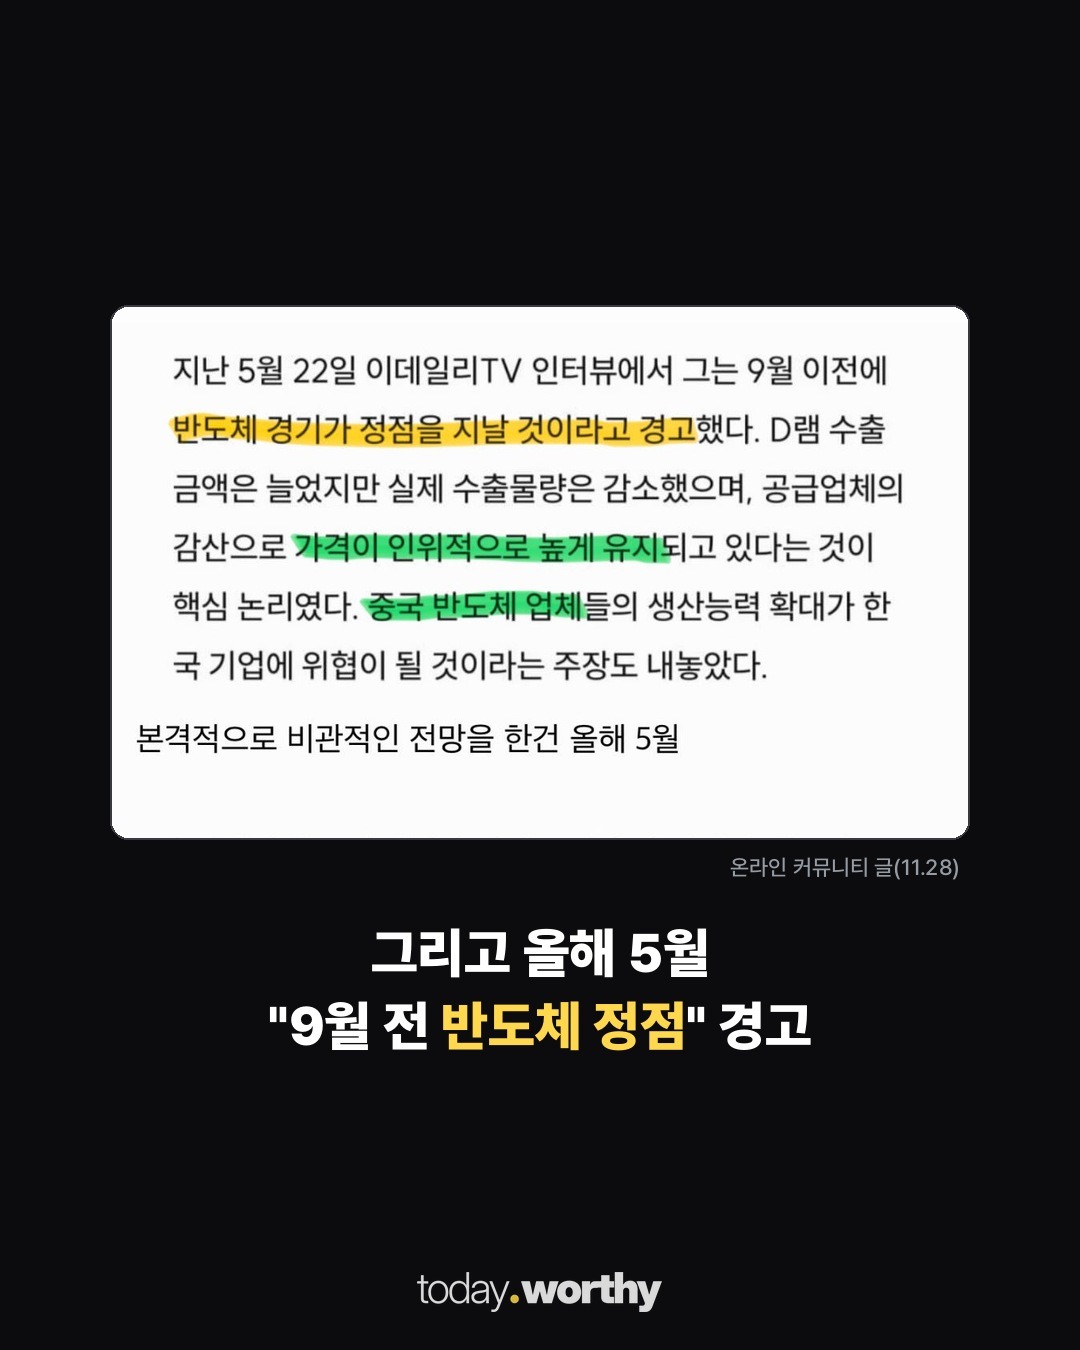 지난 5월 22일 이데일리TV 인터뷰에서 그는 9월 이전에
반도체 경기가 정점을 지날 것이라고 경고했다. D램 수출
금액은 늘었지만 실제 수출물량은 감소했으며, 공급업체의
감산으로 가격이 인위적으로 높게 유지되고 있다는 것이
핵심 논리였다. 중국 반도체 업체들의 생산능력 확대가 한
국 기업에 위협이 될 것이라는 주장도 내놓았다.
본격적으로 비관적인 전망을 한건 올해 5월
온라인 커뮤니티 글(11.28)
그리고 올해 5월
"9월 전 반도체 정점" 경고
today.worthy